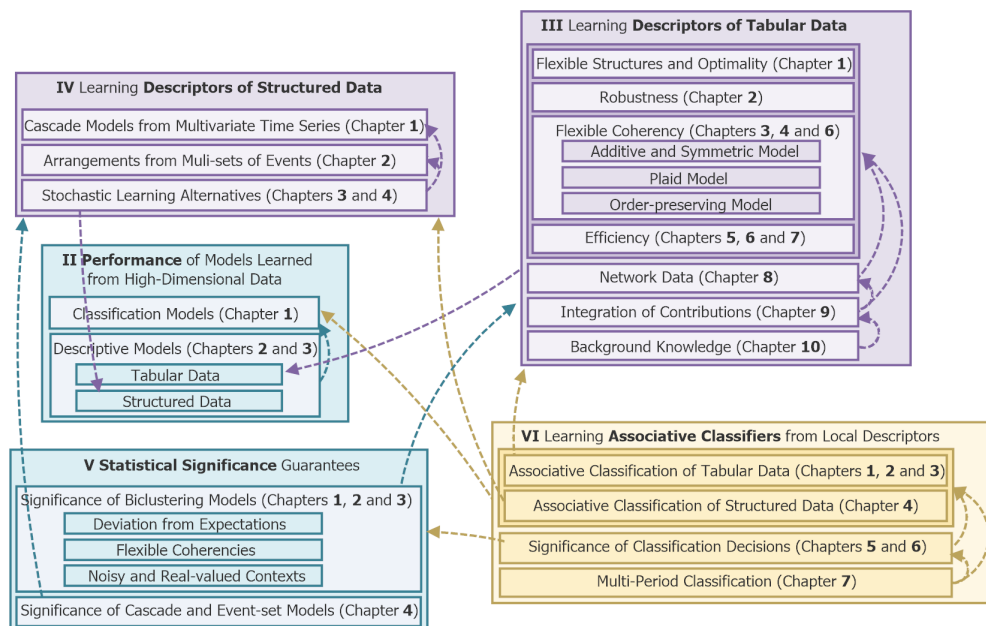 III Learning Descriptors of Tabular Data
Flexible Structures and Optimality (Chapter 1)
Robustness (Chapter 2)
Flexible Coherency (Chapters 3, 4 and 6)
Additive and Symmetric Model
Plaid Model
Order-preserving Model
Efficiency (Chapters 5, 6 and 7)
Network Data (Chapter 8)
Integration of Contributions (Chapter 9)
Background Knowledge (Chapter 10)
IV Learning Descriptors of Structured Data
Cascade Models from Multivariate Time Series (Chapter 1)
Arrangements from Muli-sets of Events (Chapter 2)
Stochastic Learning Alternatives (Chapters 3 and 4)
II Performance of Models Learned
from High-Dimensional Data
Classification Models (Chapter 1)
Descriptive Models (Chapters 2 and 3)
Tabular Data
Structured Data
V Statistical Significance Guarantees
Significance of Biclustering Models (Chapters 1, 2 and 3)
Deviation from Expectations
Flexible Coherencies
Noisy and Real-valued Contexts
Significance of Cascade and Event-set Models (Chapter 4)
VI Learning Associative Classifiers from Local Descriptors
Associative Classification of Tabular Data (Chapters 1, 2 and 3)
Associative Classification of Structured Data (Chapter 4)
Significance of Classification Decisions (Chapters 5 and 6)
Multi-Period Classification (Chapter 7)